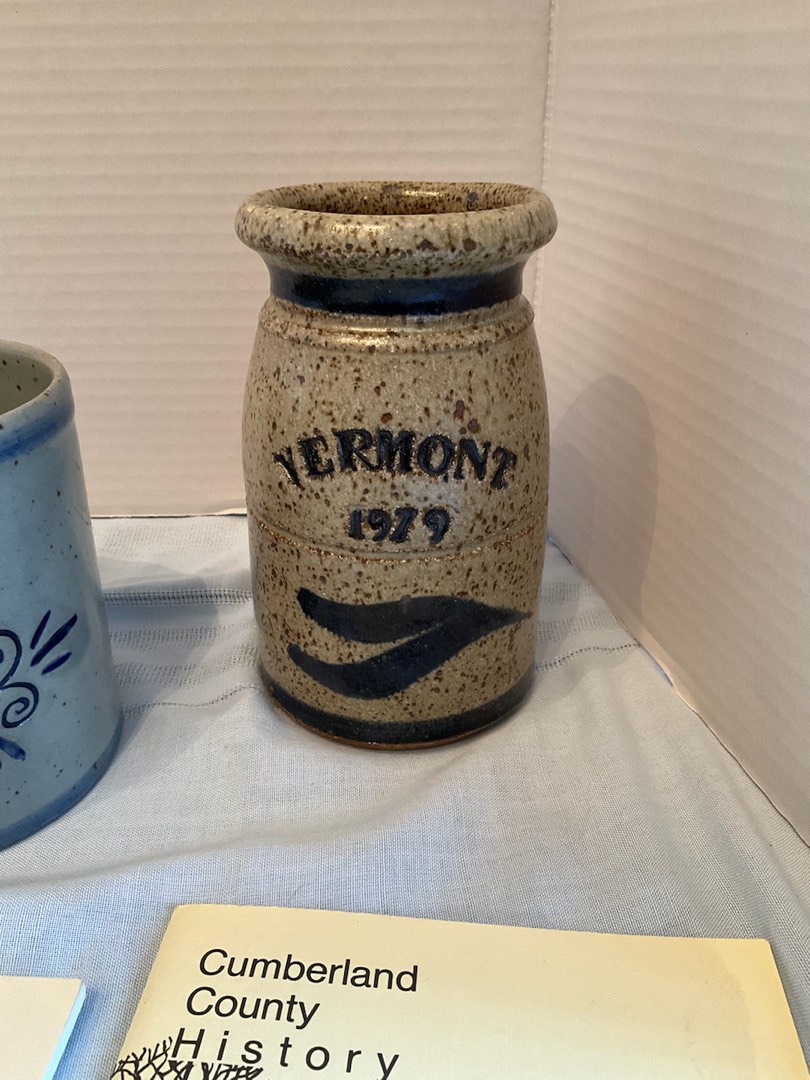 VERMONT
1979
Cumberland
County
History